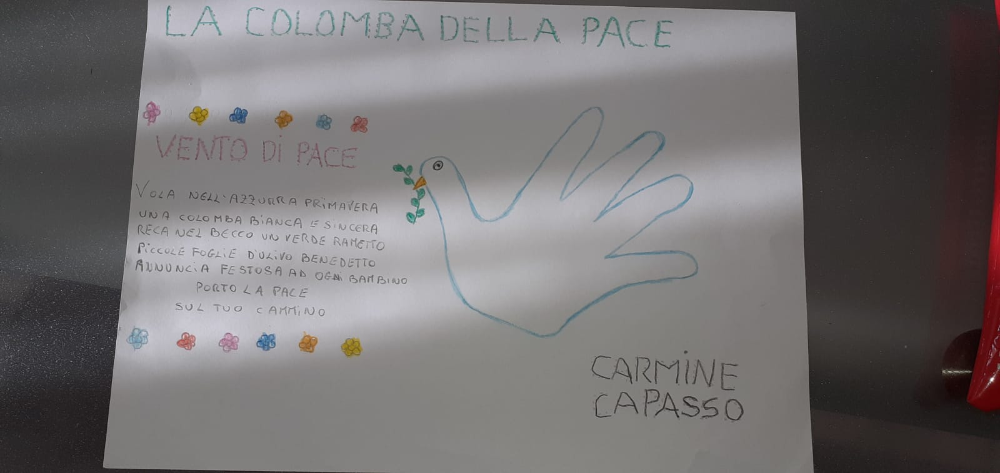 LA COLOMBA DELLA PACE
VENTO Di PACE
VOLA NELL'AZZURRA PRiMAVERA
UNA COLOMBA BiANCA E SiNCERA
RECA NEL BECCO UN VERDE RAMETTO
PiCCOLE FOGLiE D'ULiVO BENEDETTO
ANNUNCiA FESTOSA AD OGNi BAMBiNO
PORTO LA PACE
SUL TUO CAMMiNO
CARMiNE
CAPASSO